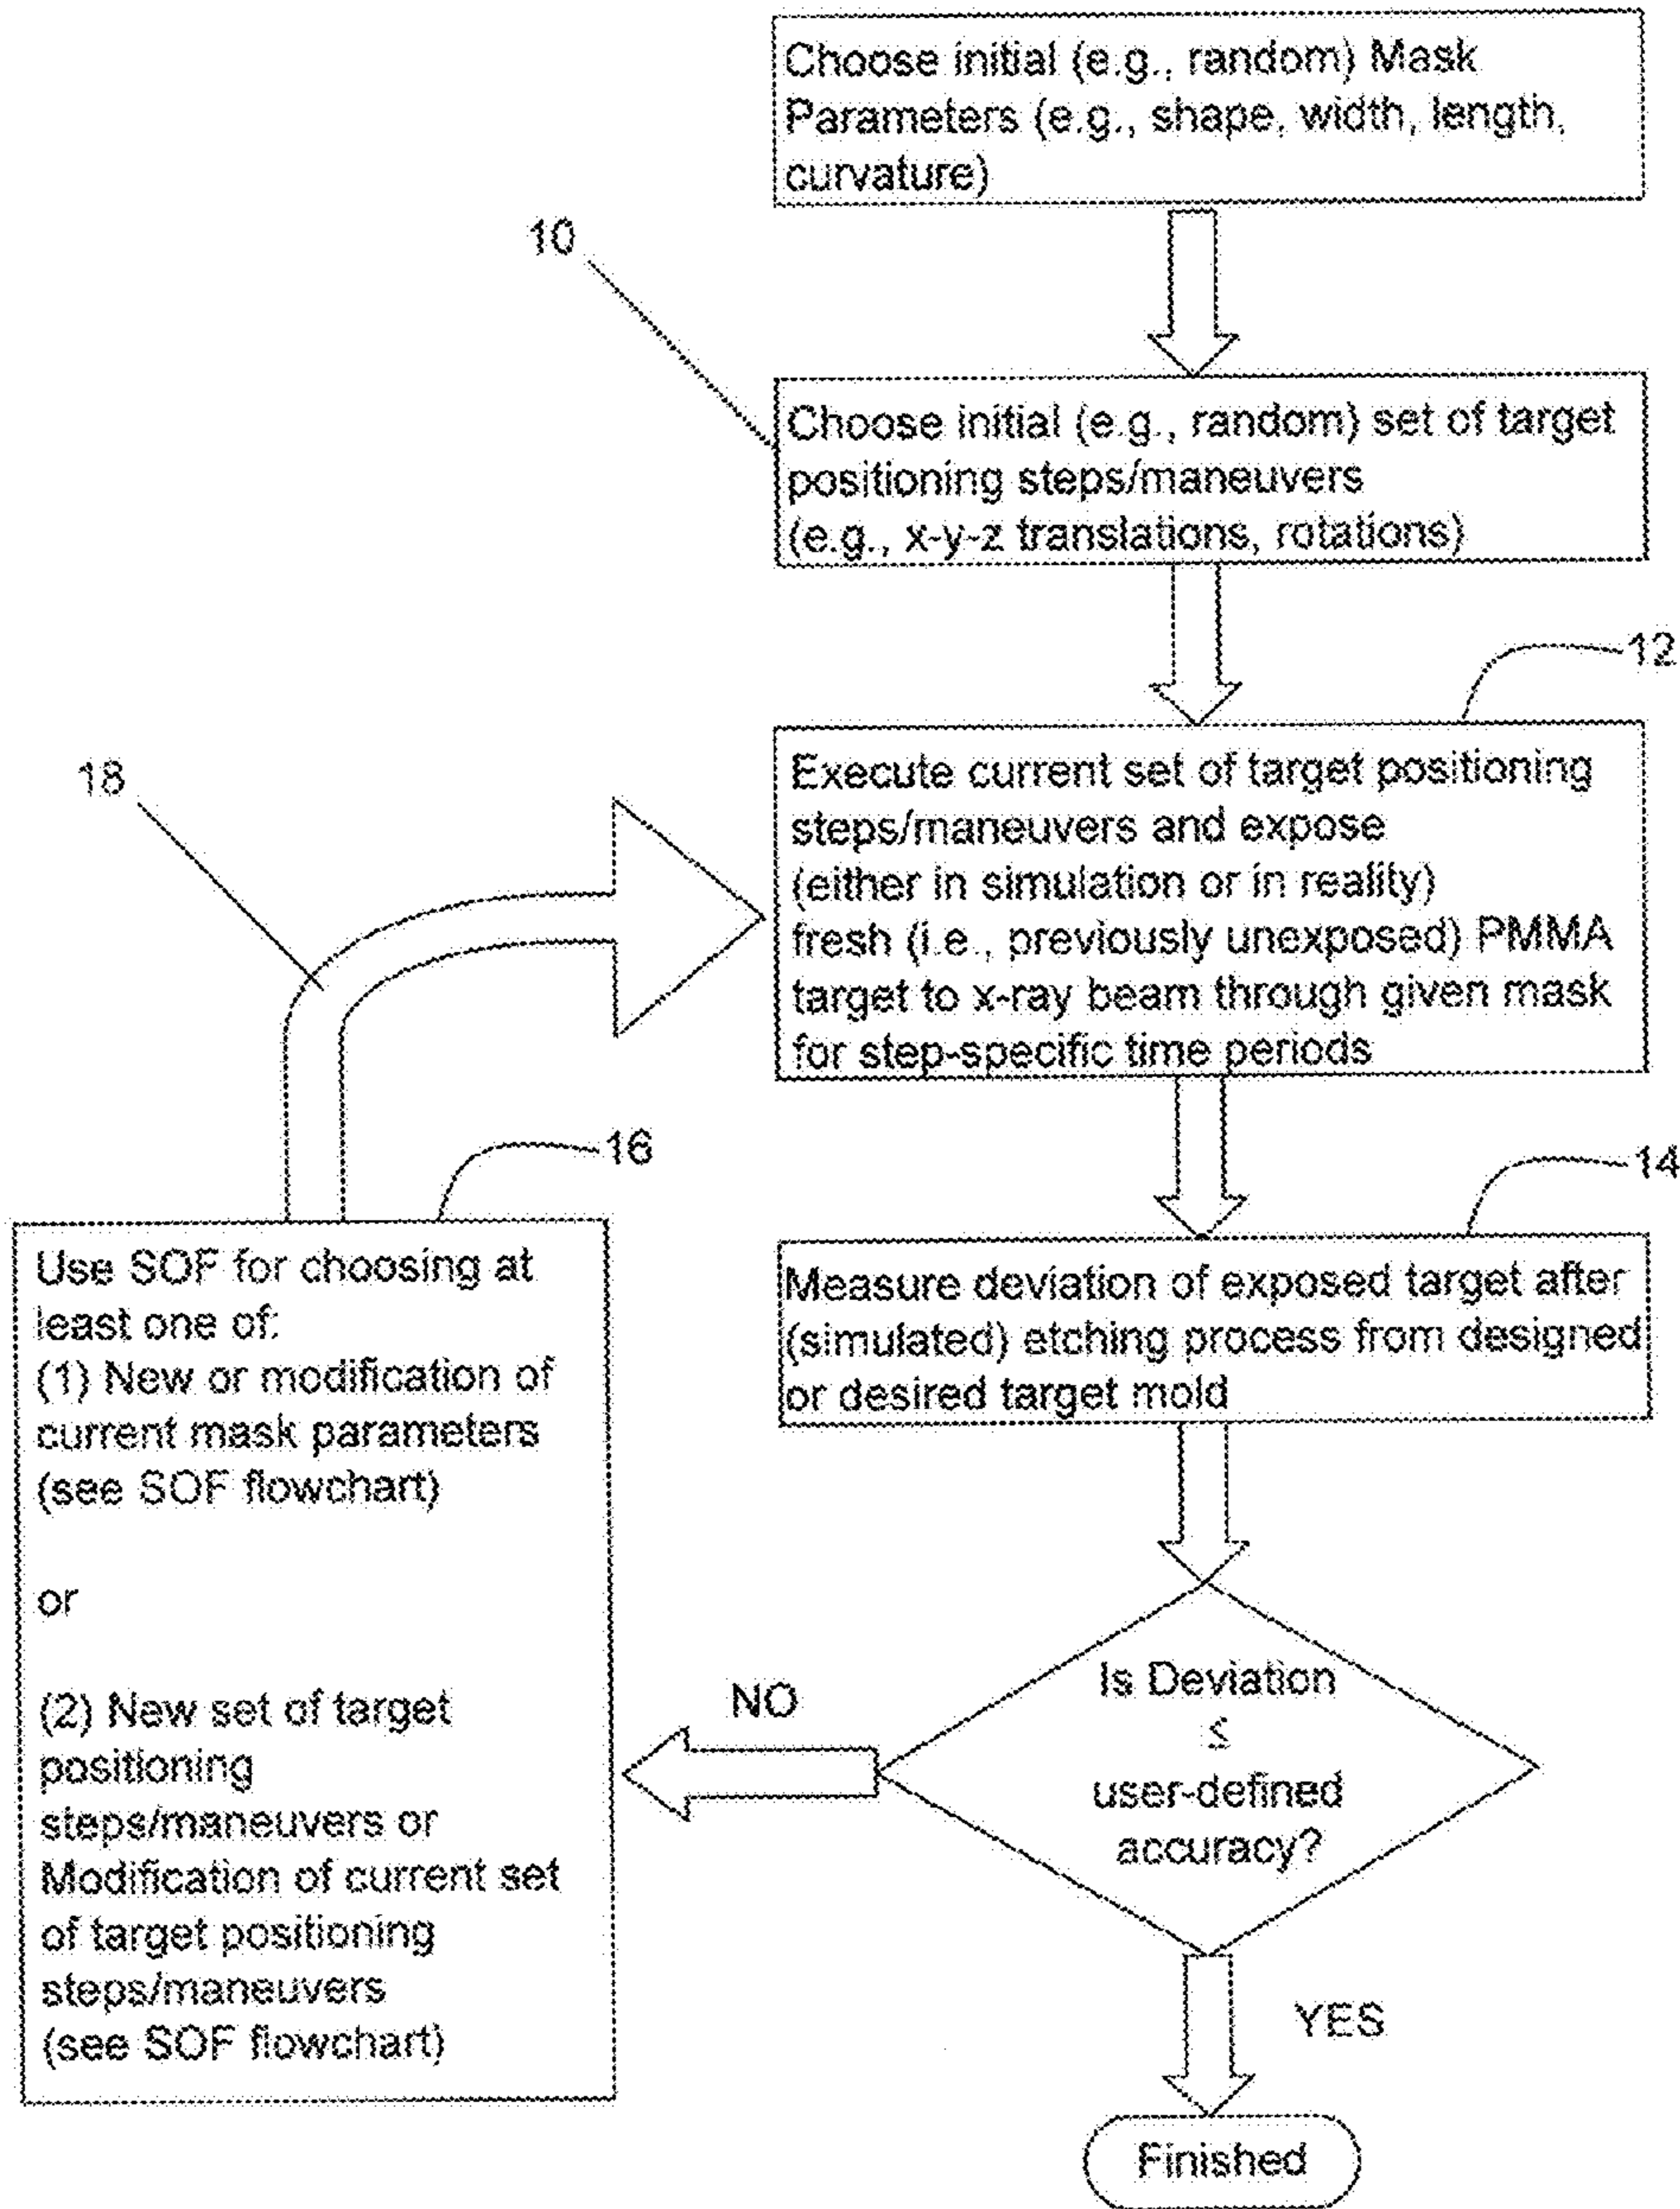 Choose initial (e.g., random) Mask
Parameters (e.g., shape, width, length,
curvature)
10
Choose initial (e.g., random) set of target
positioning steps/maneuvers
(e.g., x-y-z translations, rotations)
12
Execute current set of target positioning
steps/maneuvers and expose
(either in simulation or in reality)
fresh (i.e., previously unexposed) PMMA
target to x-ray beam through given mask
for step-specific time periods
18
14
Measure deviation of exposed target after
(simulated) etching process from designed
or desired target mold
16
Use SOF for choosing at
least one of:
(1) New or modification of
current mask parameters
(see SOF flowchart)
or
(2) New set of target
positioning
steps/maneuvers or
Modification of current set
of target positioning
steps/maneuvers
(see SOF flowchart)
NO
Is Deviation
≤
user-defined
accuracy?
YES
Finished